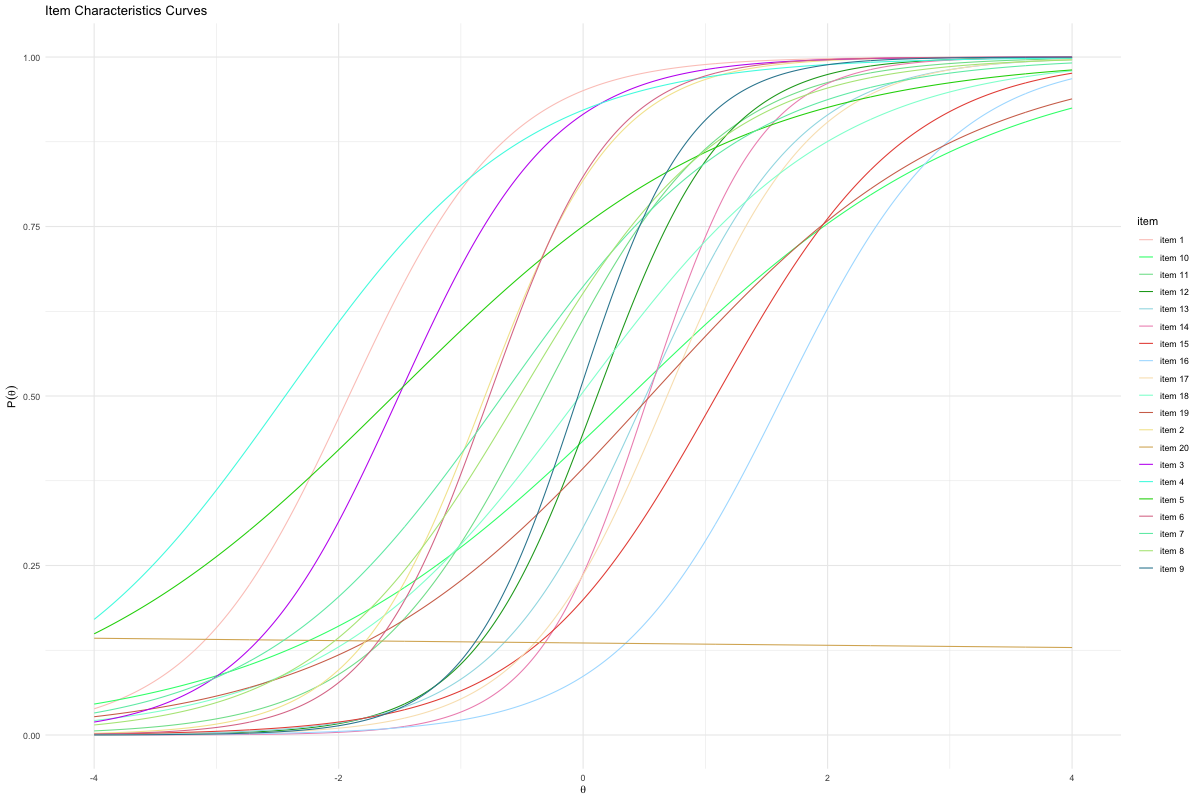 Item Characteristics Curves
1.00
0.75
0.50
0.25
0.00
P(θ)
-4
-2
0
2
4
θ
item
item 1
item 10
item 11
item 12
item 13
item 14
item 15
item 16
item 17
item 18
item 19
item 2
item 20
item 3
item 4
item 5
item 6
item 7
item 8
item 9